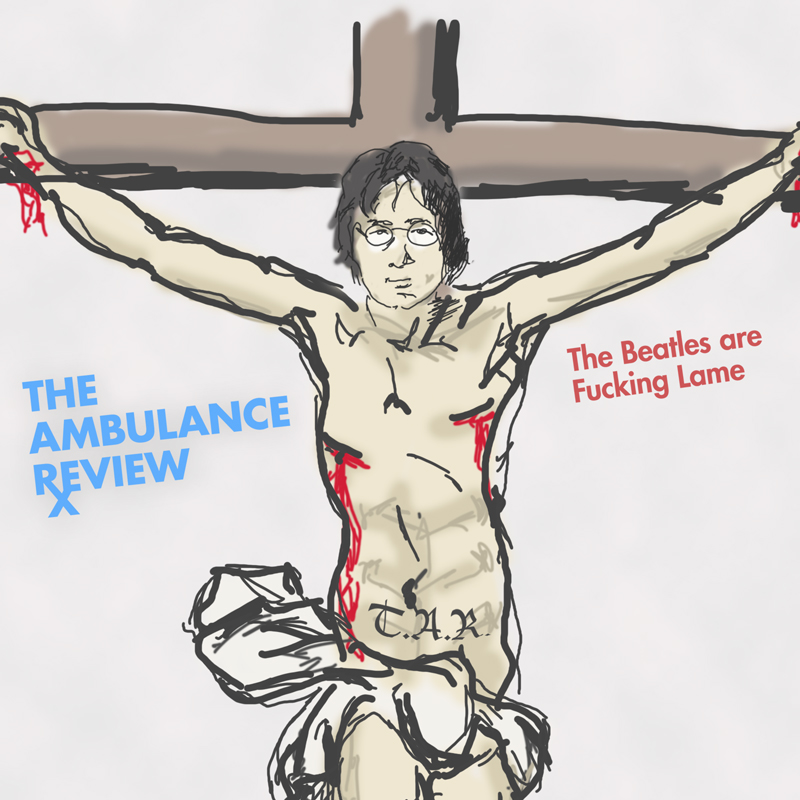 THE
AMBULANCE
REVIEW
X
The Beatles are
Fucking Lame
T.A.R.